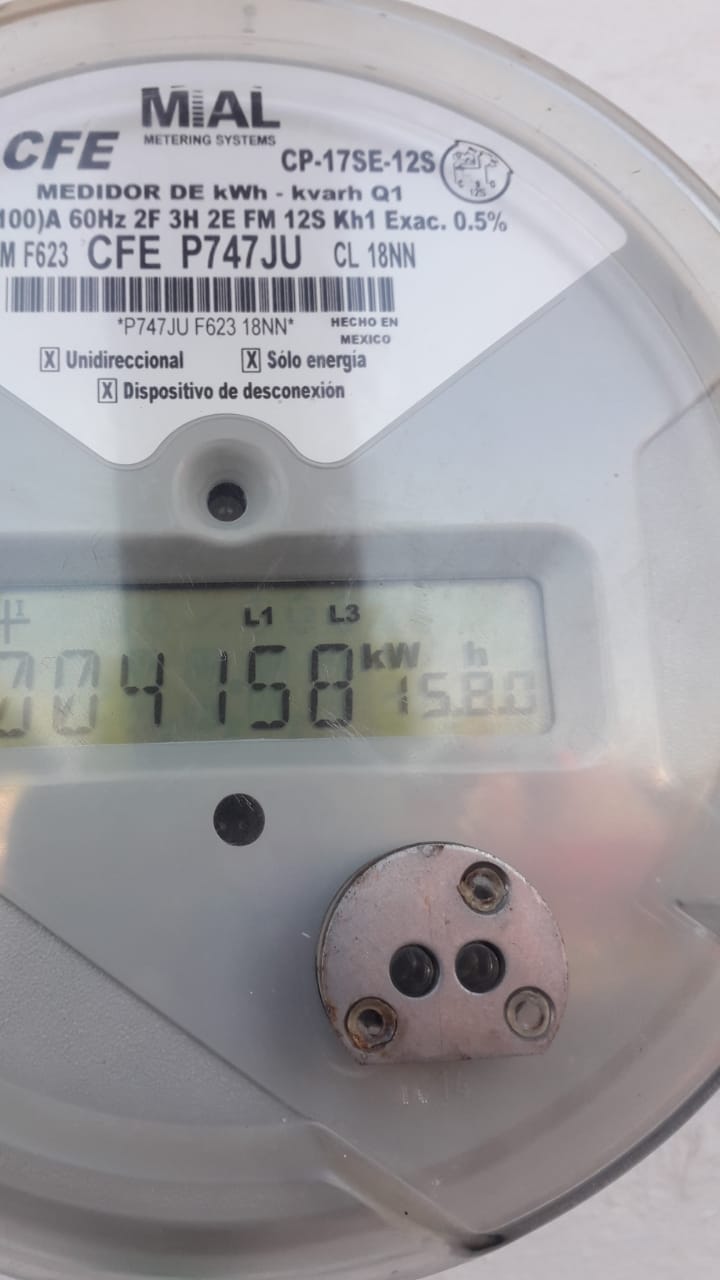 MIAL
METERING SYSTEMS
CFE
CP-17SE-12S
MEDIDOR DE kWh - kvarh Q1
100)A 60Hz 2F 3H 2E FM 12S Kh1 Exac. 0.5%
M F623 CFE P747JU CL 18NN
*P747JU F623 18NN*
HECHO EN
MEXICO
X Unidireccional X Sólo energía
X Dispositivo de desconexión
L1 L3
004158 kWh 15.8.0